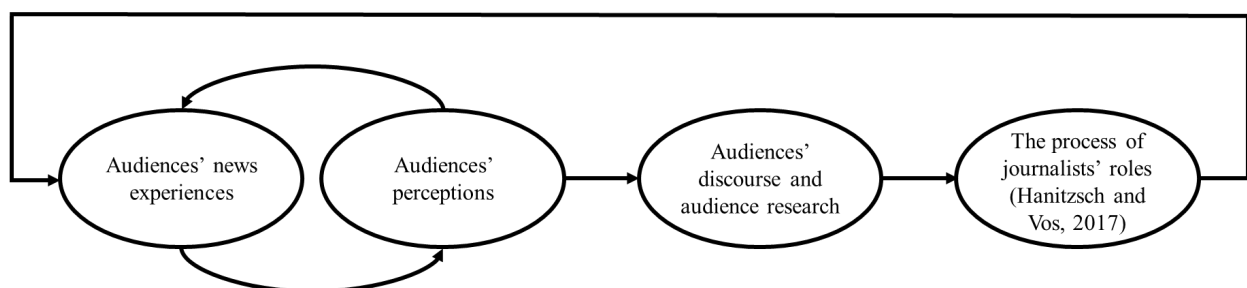 Audiences' news
experiences
Audiences'
perceptions
Audiences'
discourse and
audience research
The process of
journalists' roles
(Hanitzsch and
Vos, 2017)